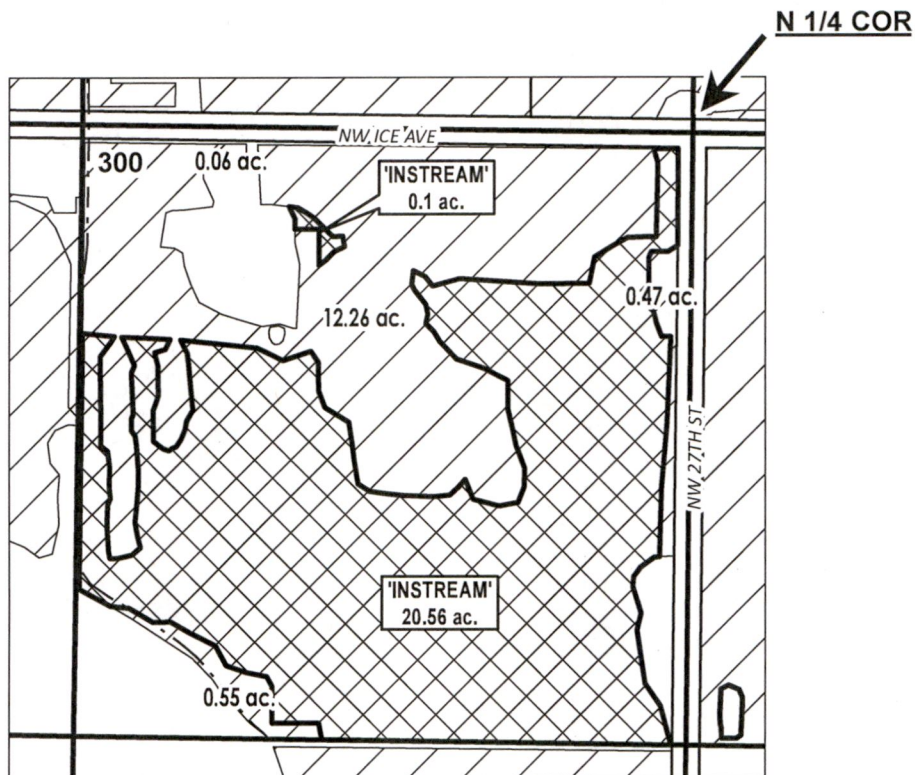 N 1/4 COR
NW ICE AVE
300
0.06 ac.
'INSTREAM'
0.1 ac.
0.47 ac.
12.26 ac.
NW 27TH ST
'INSTREAM'
20.56 ac.
0.55 ac.